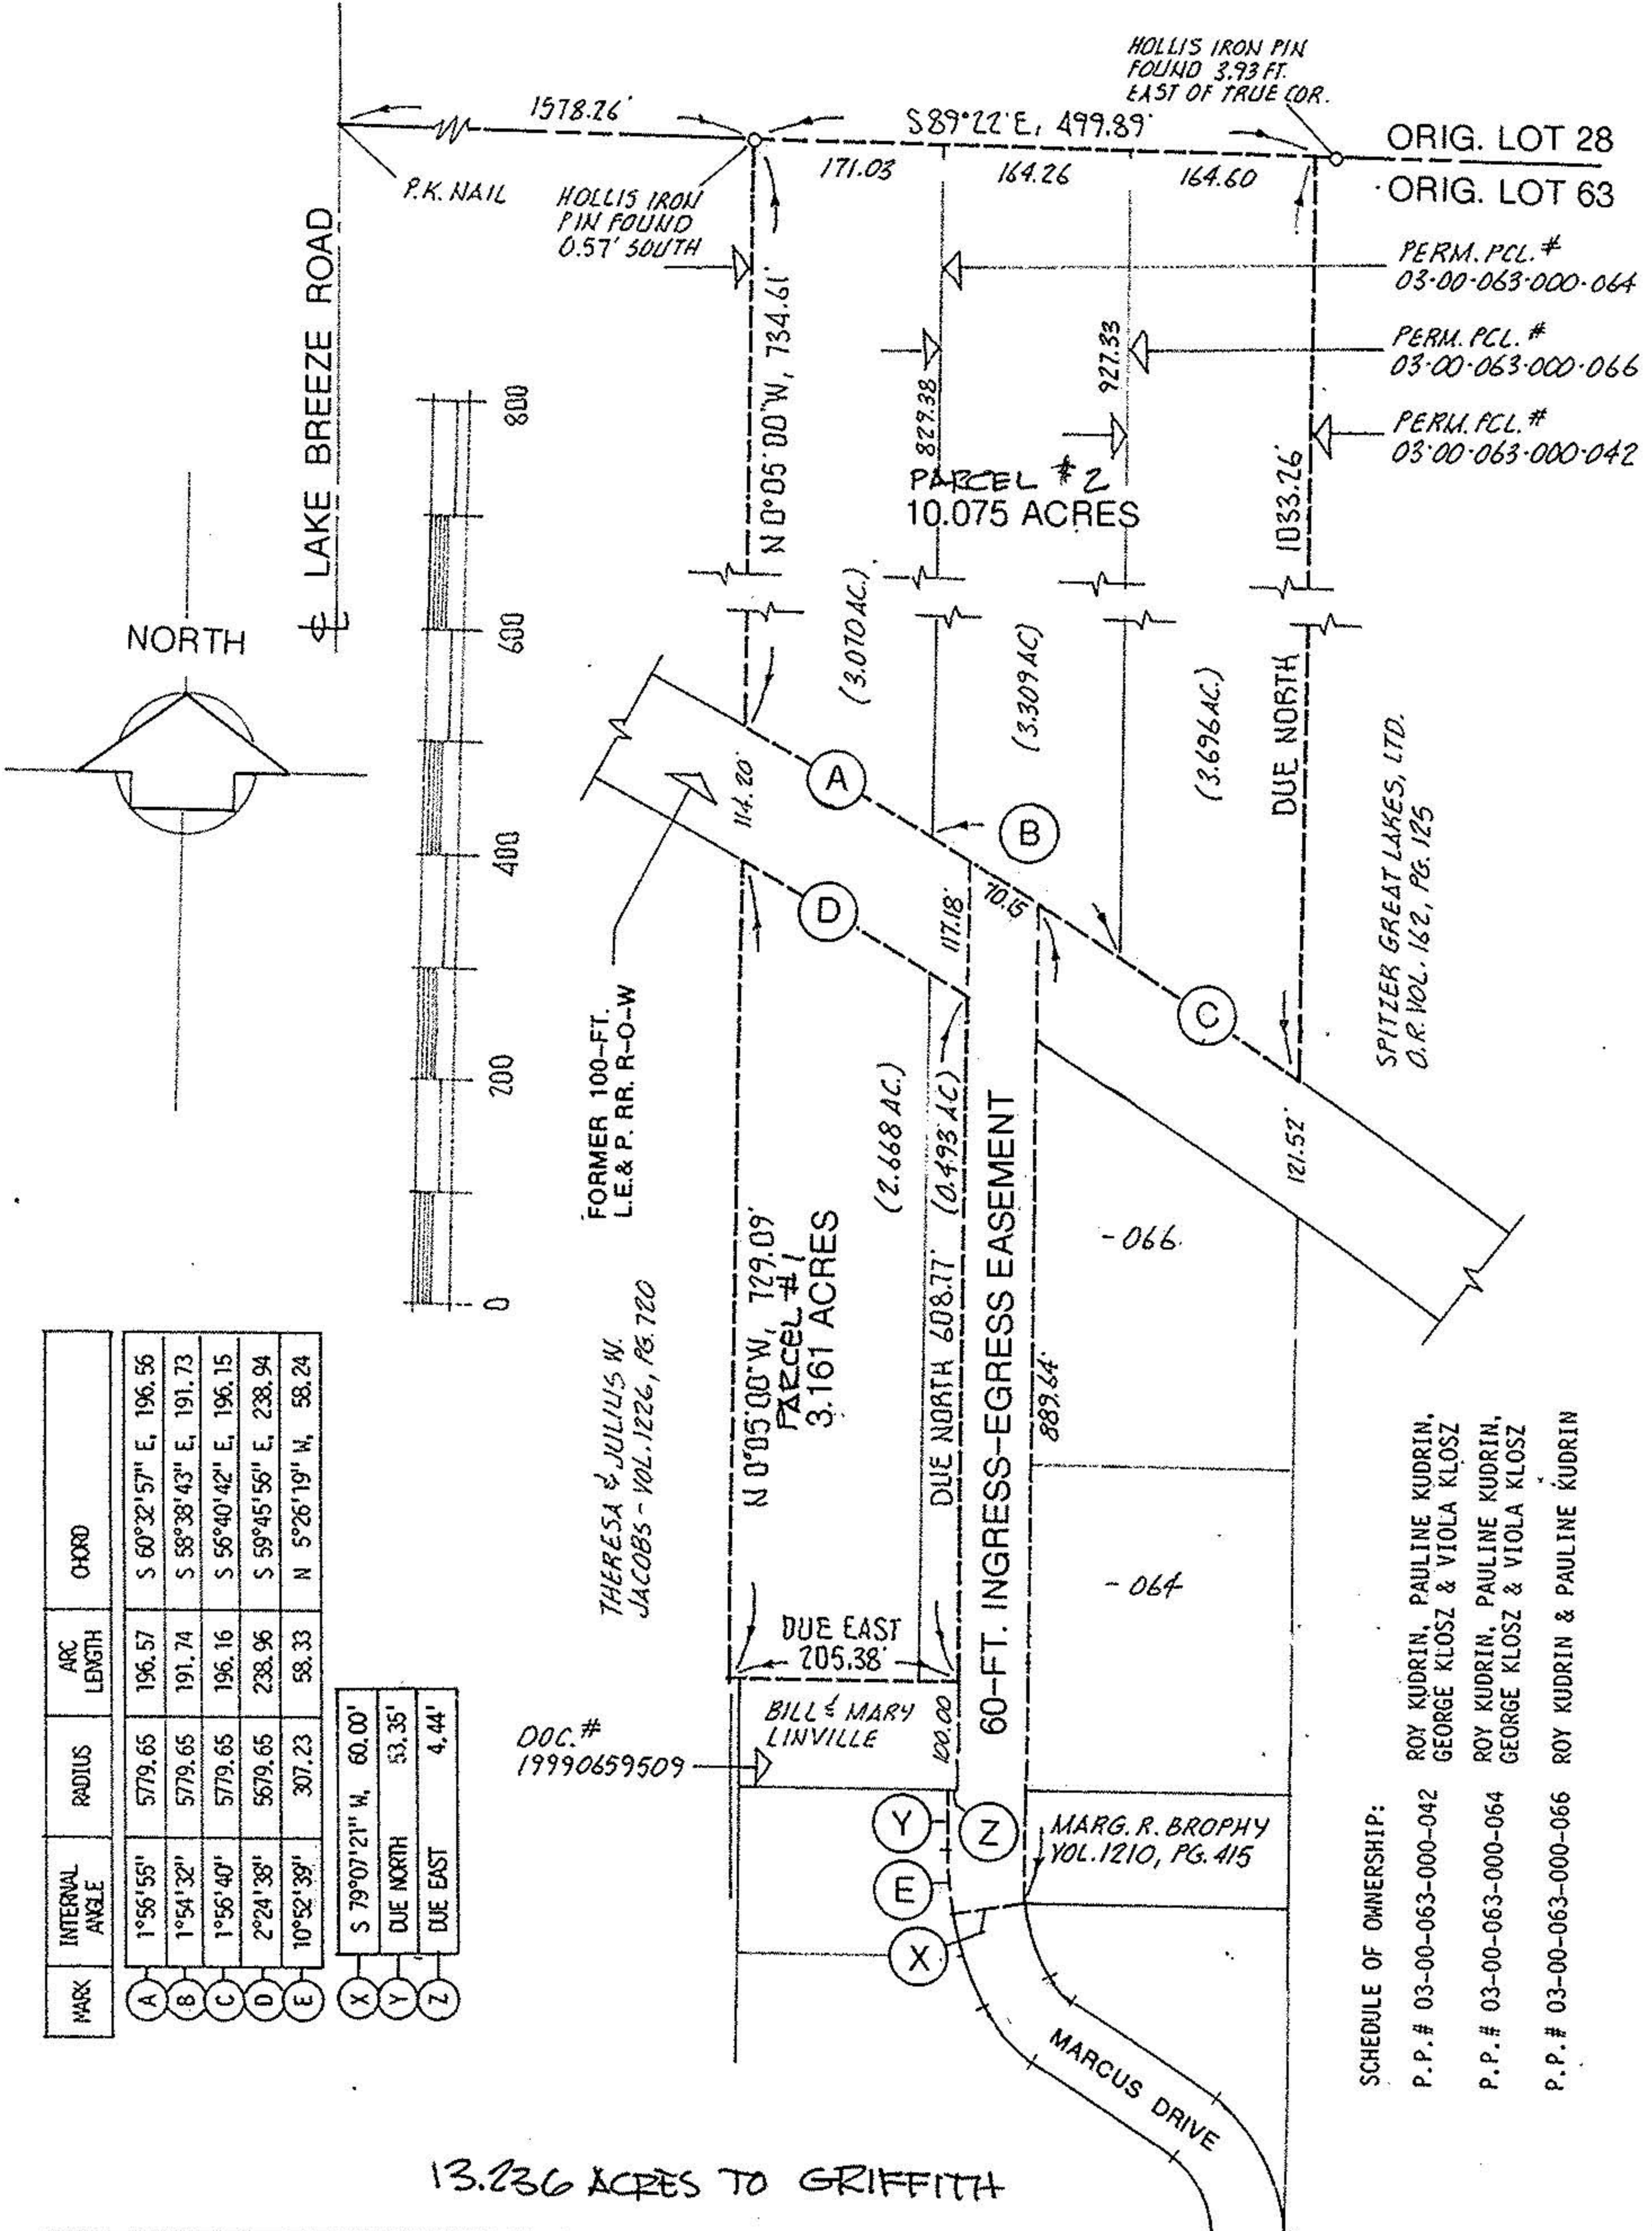 HOLLIS IRON PIN
FOUND 3.93 FT.
EAST OF TRUE COR.
1578.26'
S 89°22' E, 499.89'
ORIG. LOT 28
ORIG. LOT 63
171.03
164.26
164.60
P.K. NAIL
HOLLIS IRON
PIN FOUND
0.57' SOUTH
PERM. PCL. #
03-00-063-000-064
PERM. PCL. #
03-00-063-000-066
PERM. PCL. #
03-00-063-000-042
LAKE BREEZE ROAD
N 0°05'00" W, 734.61'
829.38
927.33
1033.26'
DUE NORTH
PARCEL #2
10.075 ACRES
NORTH
800
600
400
200
0
(3.070 AC.)
(3.309 AC)
(3.696 AC.)
SPITZER GREAT LAKES, LTD.
O.R. VOL. 162, PG. 125
114.20'
A
B
70.15
117.18'
D
C
121.52'
FORMER 100-FT.
L.E. & P. RR. R-O-W
(2.668 AC.)
(0.493 AC)
DUE NORTH 608.77'
60-FT. INGRESS-EGRESS EASEMENT
889.64'
-066
-064
N 0°05'00" W, 729.09'
PARCEL #1
3.161 ACRES
THERESA & JULIUS W.
JACOBS - VOL. 1226, PG. 720
DUE EAST
205.38'
BILL & MARY
LINVILLE
100.00
DOC. #
19990659509
Y
Z
E
X
MARG. R. BROPHY
VOL. 1210, PG. 415
MARCUS DRIVE
MARK INTERNAL ANGLE RADIUS ARC LENGTH CHORD
A 1°56'55" 5779.65 196.57 S 60°32'57" E, 196.56
B 1°54'32" 5779.65 191.74 S 58°38'43" E, 191.73
C 1°56'40" 5779.65 196.16 S 56°40'42" E, 196.15
D 2°24'38" 5679.65 238.96 S 59°45'56" E, 238.94
E 10°52'39" 307.23 58.33 N 5°26'19" W, 58.24
X S 79°07'21" W, 60.00'
Y DUE NORTH 53.35'
Z DUE EAST 4.44'
SCHEDULE OF OWNERSHIP:
P.P.# 03-00-063-000-042 ROY KUDRIN, PAULINE KUDRIN,
GEORGE KLOSZ & VIOLA KLOSZ
P.P.# 03-00-063-000-064 ROY KUDRIN, PAULINE KUDRIN,
GEORGE KLOSZ & VIOLA KLOSZ
P.P.# 03-00-063-000-066 ROY KUDRIN & PAULINE KUDRIN
13.236 ACRES TO GRIFFITH